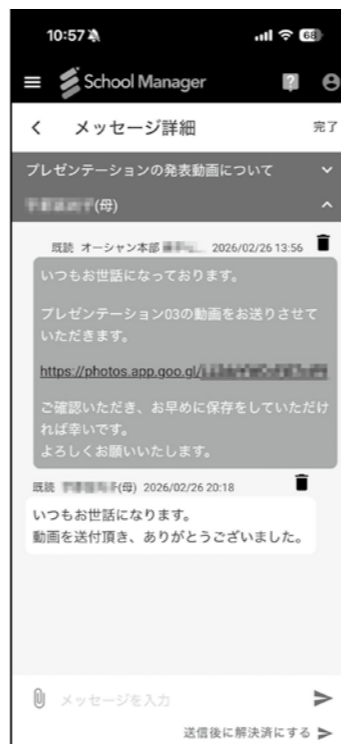 10:57
68
School Manager
メッセージ詳細
完了
プレゼンテーションの発表動画について
(母)
既読 オーシャン本部 2026/02/26 13:56
いつもお世話になっております。
プレゼンテーション03の動画をお送りさせて
いただきます。
https://photos.app.goo.gl/
ご確認いただき、お早めに保存をしていただけ
れば幸いです。
よろしくお願いいたします。
既読 (母) 2026/02/26 20:18
いつもお世話になります。
動画を送付頂き、ありがとうございました。
メッセージを入力
送信後に解決済にする